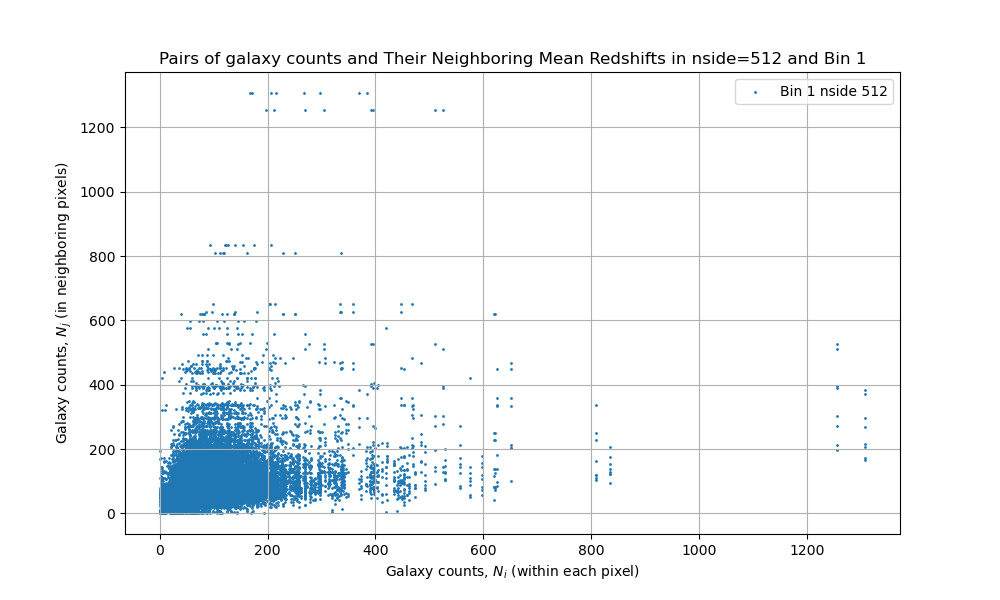 Pairs of galaxy counts and Their Neighboring Mean Redshifts in nside=512 and Bin 1
Bin 1 nside 512
Galaxy counts, N_j (in neighboring pixels)
1200
1000
800
600
400
200
0
0 200 400 600 800 1000 1200
Galaxy counts, N_i (within each pixel)